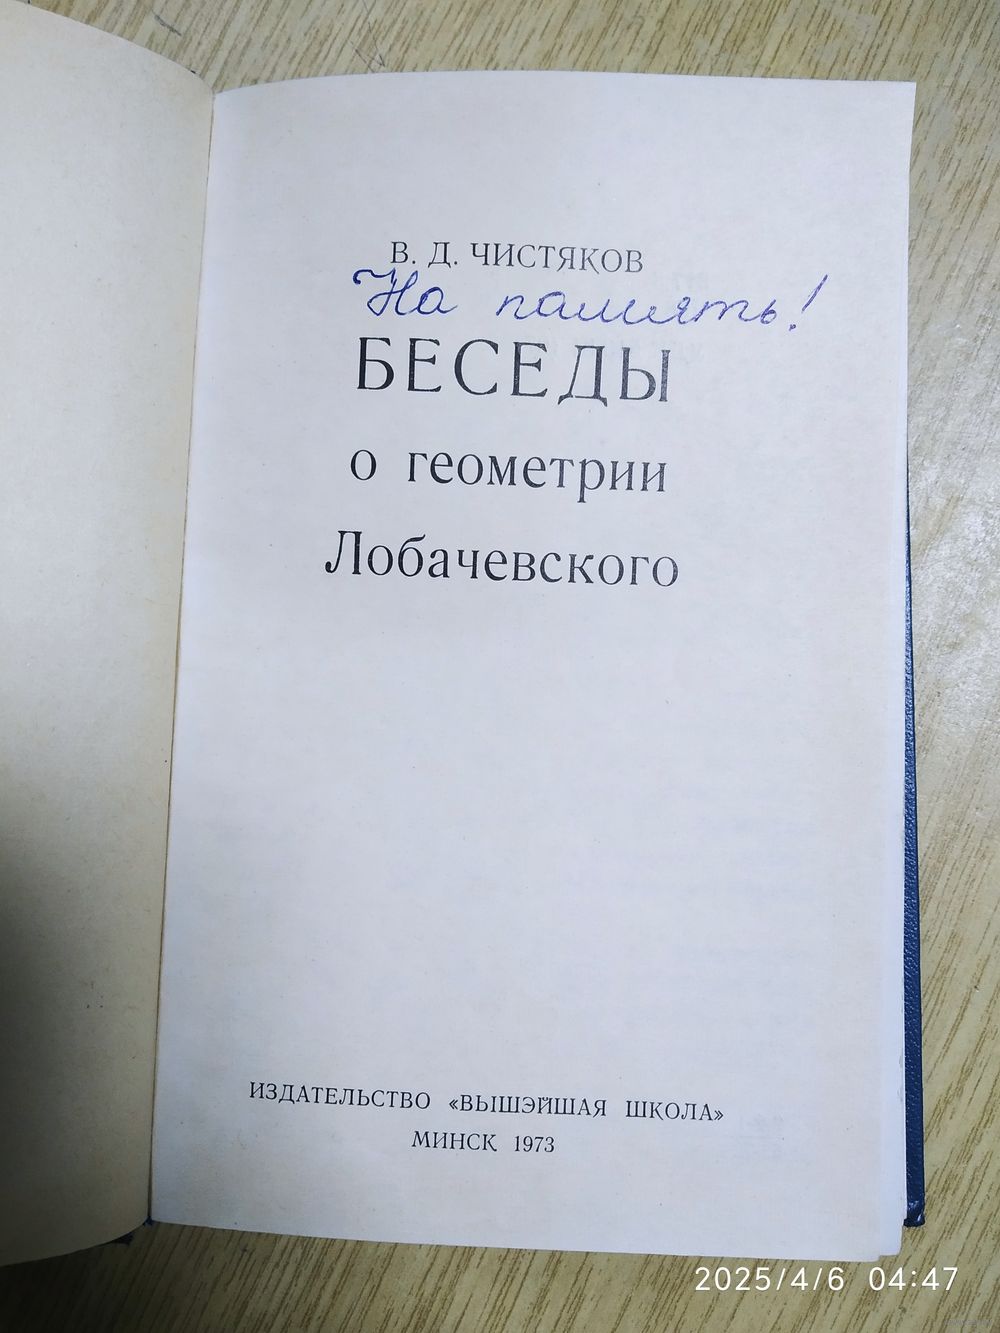 В. Д. ЧИСТЯКОВ
На память!
БЕСЕДЫ
о геометрии
Лобачевского
ИЗДАТЕЛЬСТВО «ВЫШЭЙШАЯ ШКОЛА»
МИНСК 1973
2025/4/6 04:47